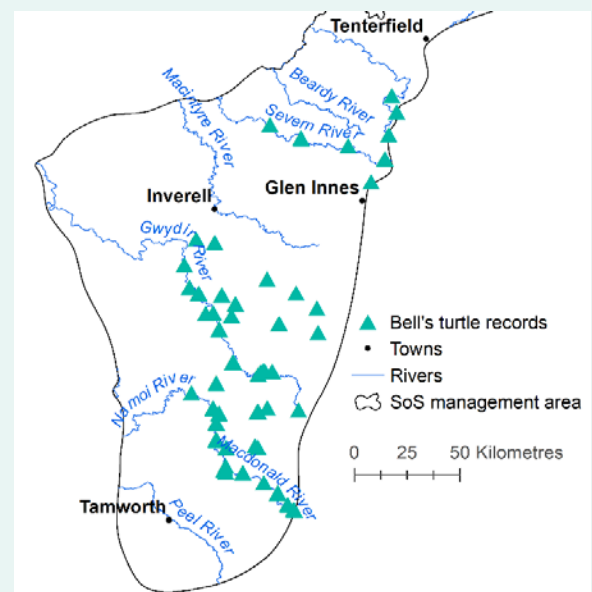 Tenterfield
Beardy River
Macintyre River
Severn River
Glen Innes
Inverell
Gwydir River
Bell's turtle records
Towns
Rivers
SoS management area
Namoi River
0 25 50 Kilometres
Macdonald River
Tamworth
Peel River